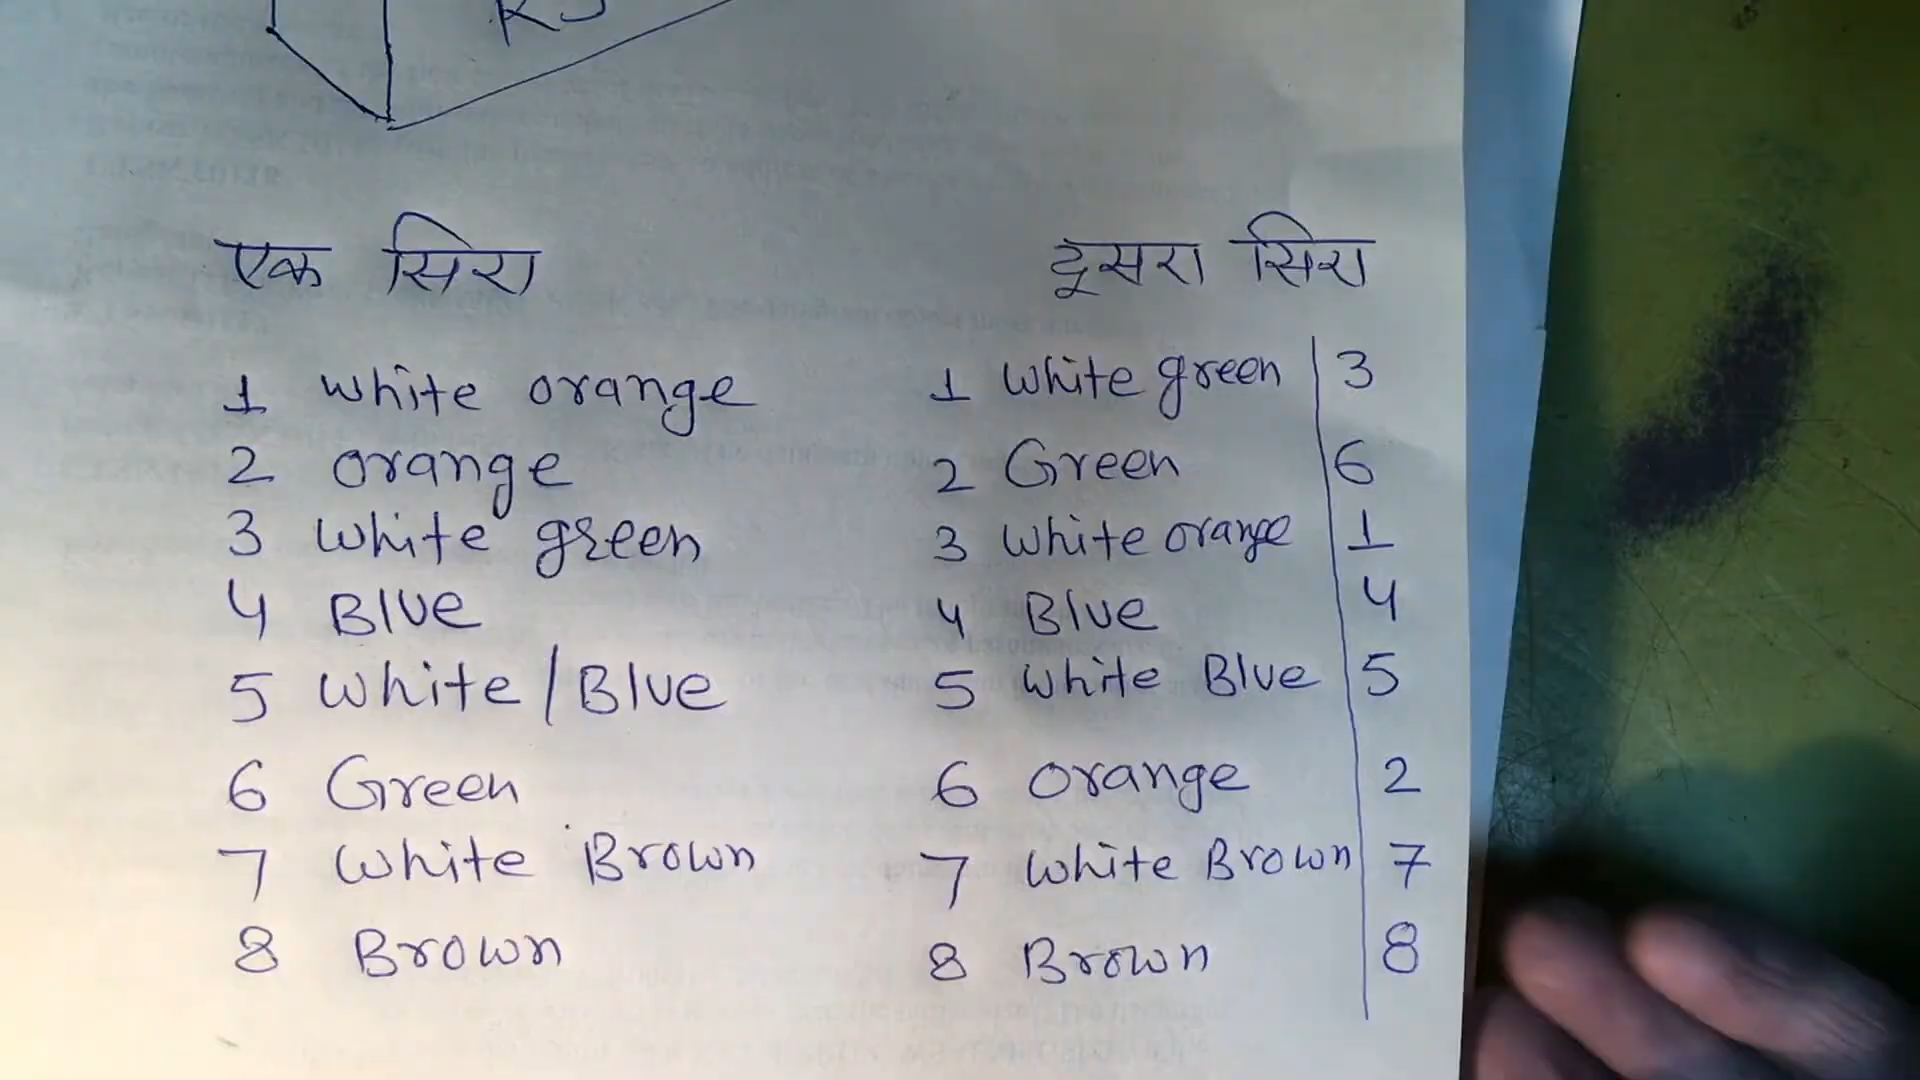 RJ
एक सिरा दूसरा सिरा
1 white orange 1 white green 3
2 orange 2 Green 6
3 white green 3 white orange 1
4 Blue 4 Blue 4
5 white / Blue 5 white Blue 5
6 Green 6 orange 2
7 white Brown 7 white Brown 7
8 Brown 8 Brown 8